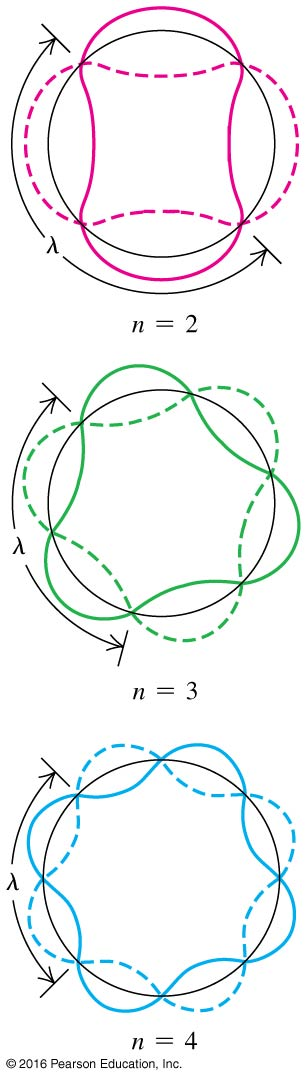 λ
n = 2
λ
n = 3
λ
n = 4
© 2016 Pearson Education, Inc.